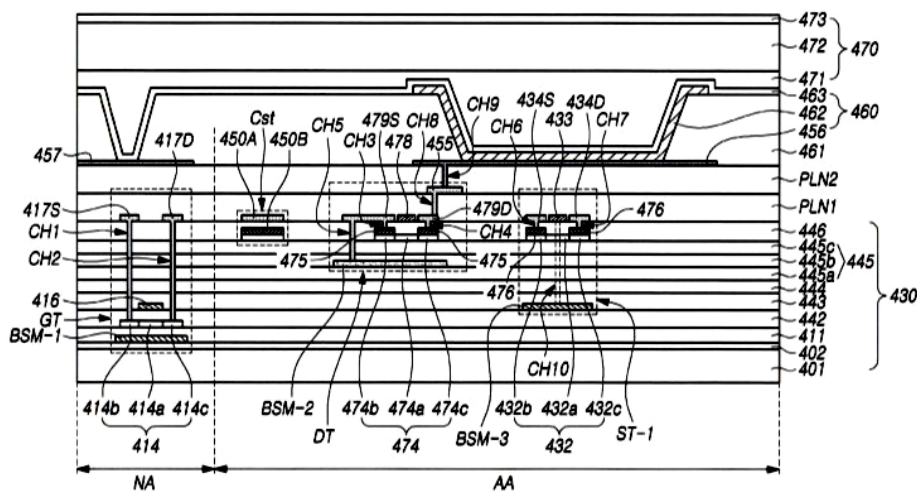 473
472
470
471
463
462
460
456
461
PLN2
PLN1
446
445c
445b
445
445a
444
443
430
442
411
402
401
Cst
417D
450A
450B
CH5
479S
CH3
478
CH8
455
CH9
434S
434D
CH6
433
CH7
457
417S
CH1
CH2
416
GT
BSM-1
475
479D
CH4
475
476
476
414b
414a
414c
414
BSM-2
DT
474b
474a
474c
474
BSM-3
CH10
432b
432a
432c
432
ST-1
NA
AA